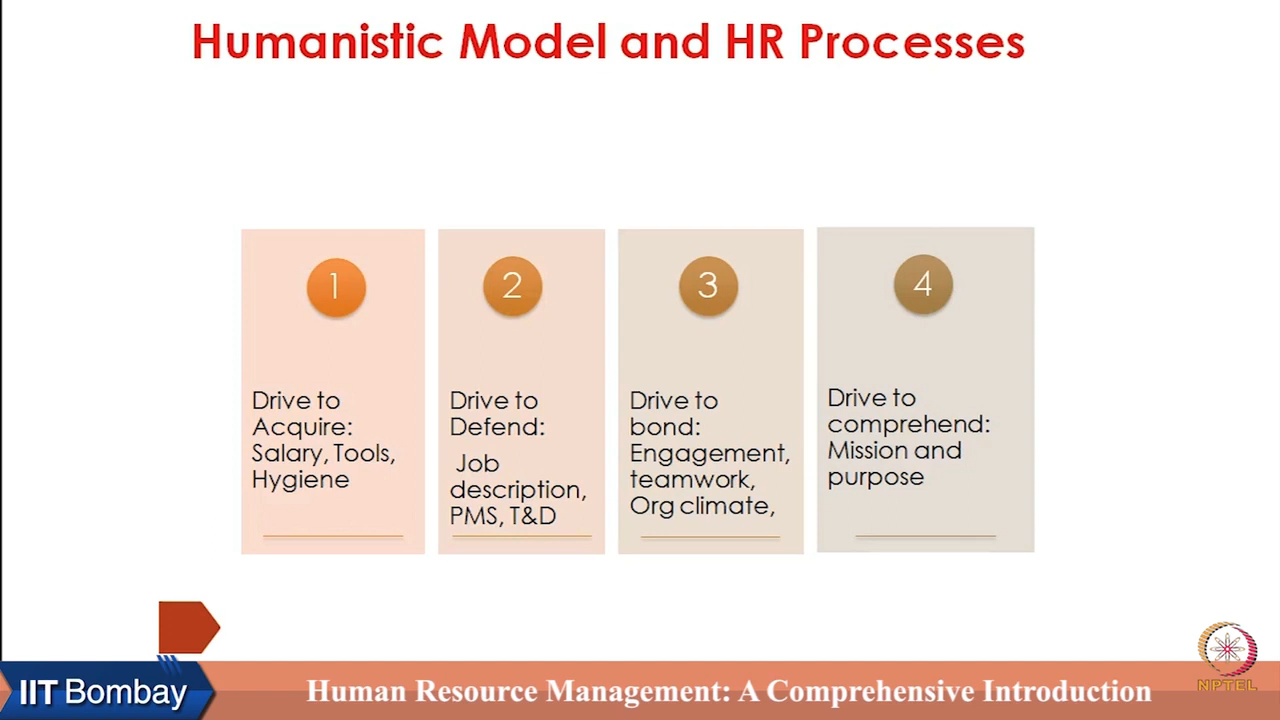 Humanistic Model and HR Processes
1
Drive to
Acquire:
Salary, Tools,
Hygiene
2
Drive to
Defend:
Job
description,
PMS, T&D
3
Drive to
bond:
Engagement,
teamwork,
Org climate,
4
Drive to
comprehend:
Mission and
purpose
IIT Bombay
Human Resource Management: A Comprehensive Introduction
NPTEL